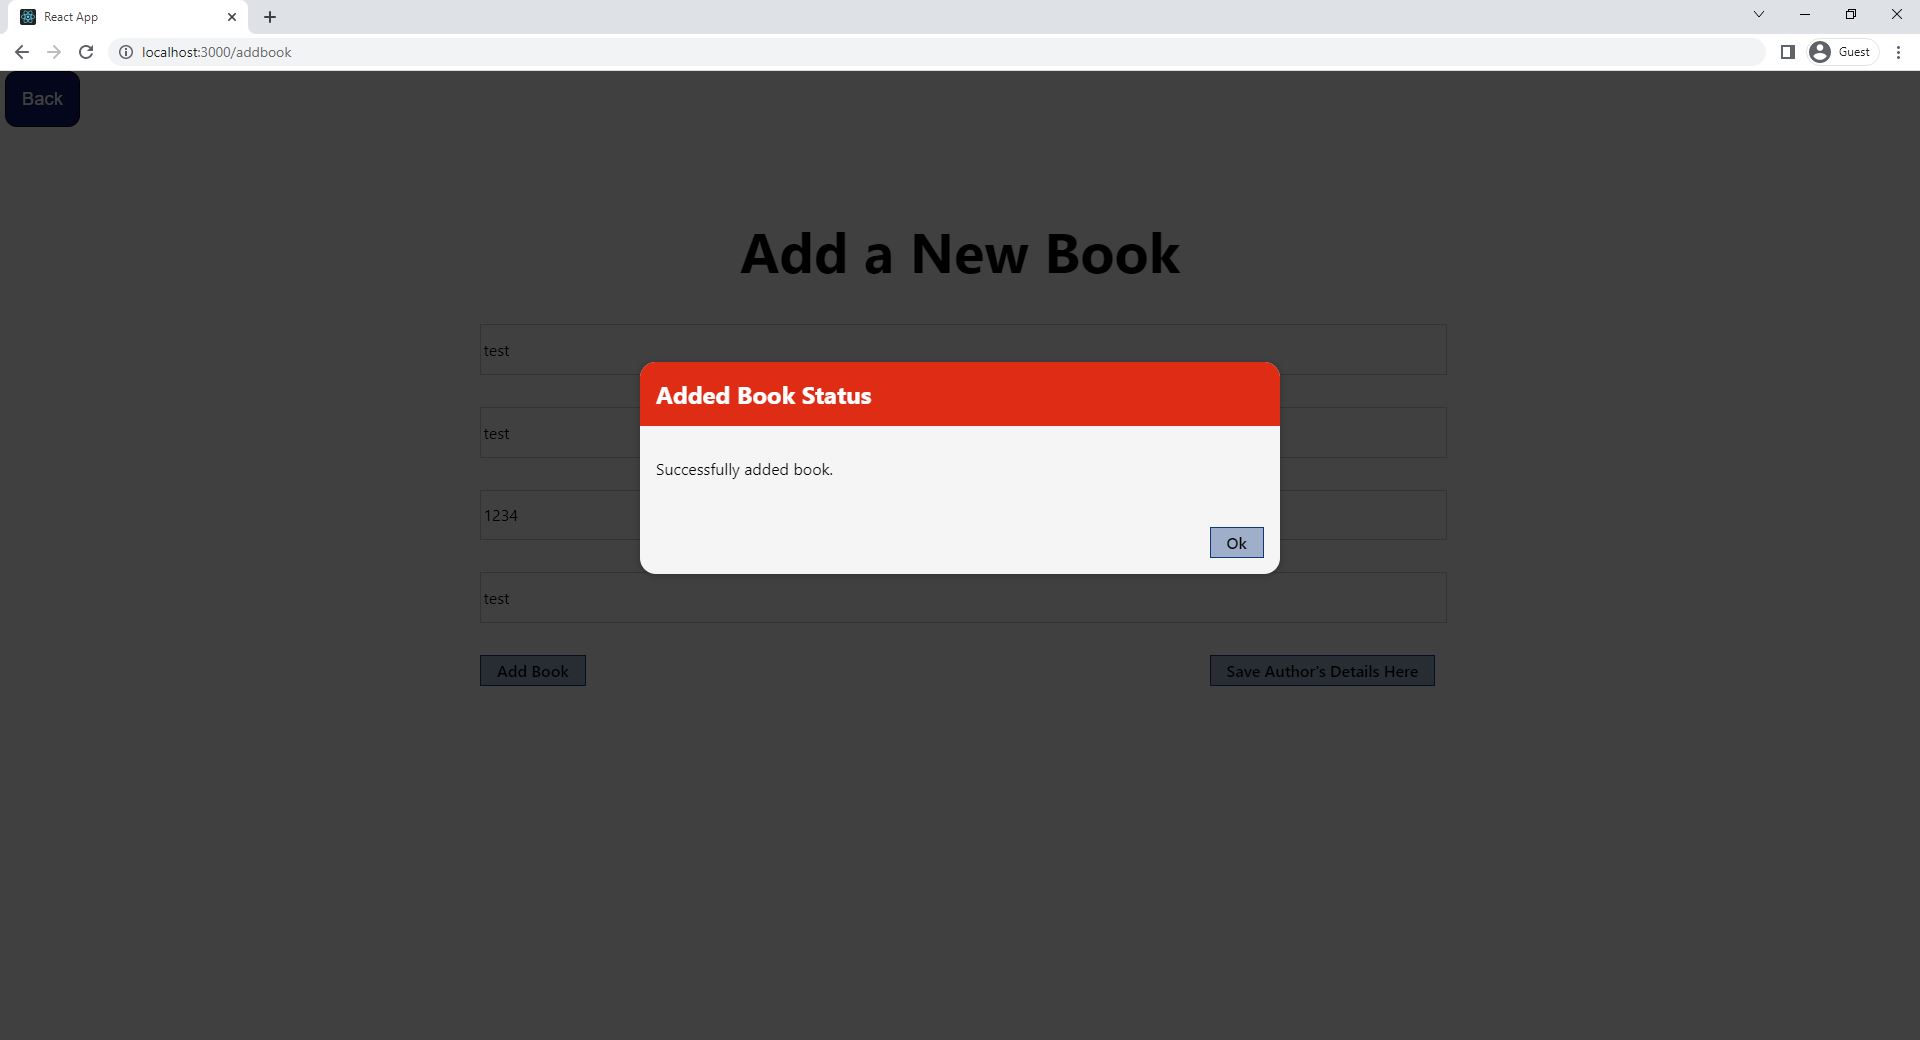 React App
localhost:3000/addbook
Guest
Back
Add a New Book
test
Added Book Status
test
Successfully added book.
1234
Ok
test
Add Book
Save Author's Details Here